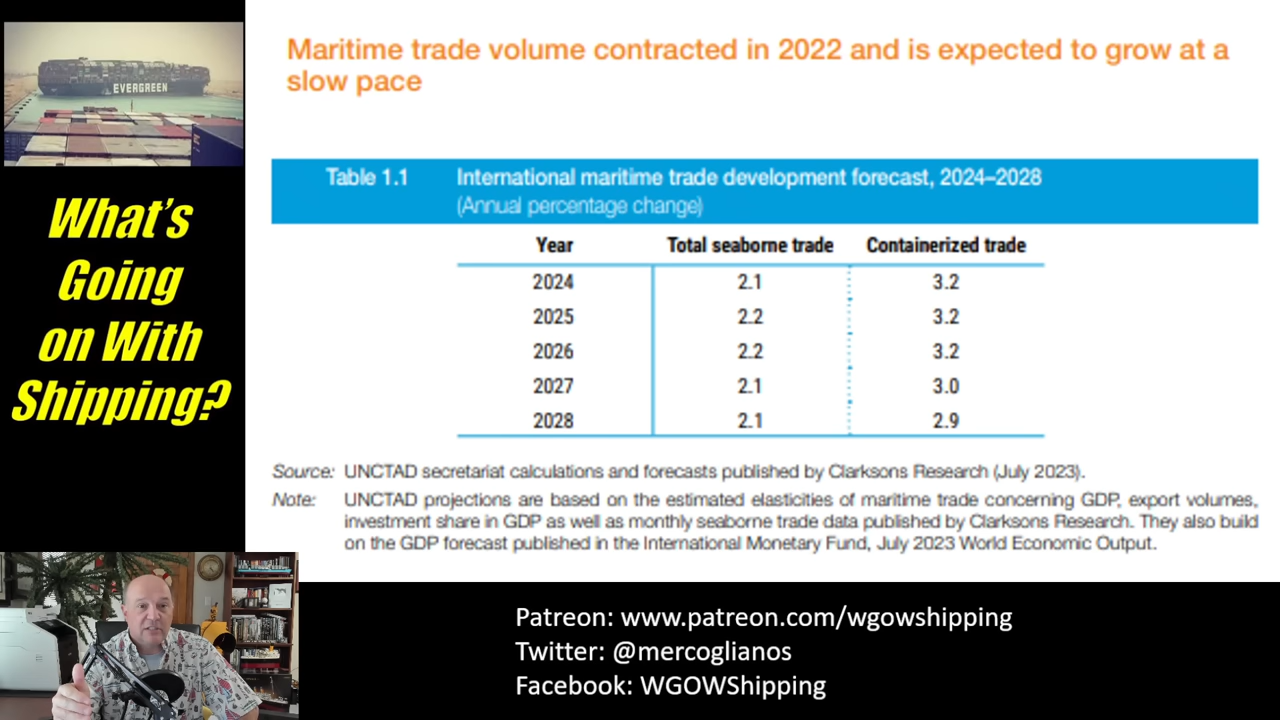 EVERGREEN
What's
Going
on With
Shipping?
Maritime trade volume contracted in 2022 and is expected to grow at a
slow pace
Table 1.1 International maritime trade development forecast, 2024–2028
(Annual percentage change)
Year Total seaborne trade Containerized trade
2024 2.1 3.2
2025 2.2 3.2
2026 2.2 3.2
2027 2.1 3.0
2028 2.1 2.9
Source: UNCTAD secretariat calculations and forecasts published by Clarksons Research (July 2023).
Note: UNCTAD projections are based on the estimated elasticities of maritime trade concerning GDP, export volumes,
investment share in GDP as well as monthly seaborne trade data published by Clarksons Research. They also build
on the GDP forecast published in the International Monetary Fund, July 2023 World Economic Output.
Patreon: www.patreon.com/wgowshipping
Twitter: @mercoglianos
Facebook: WGOWShipping